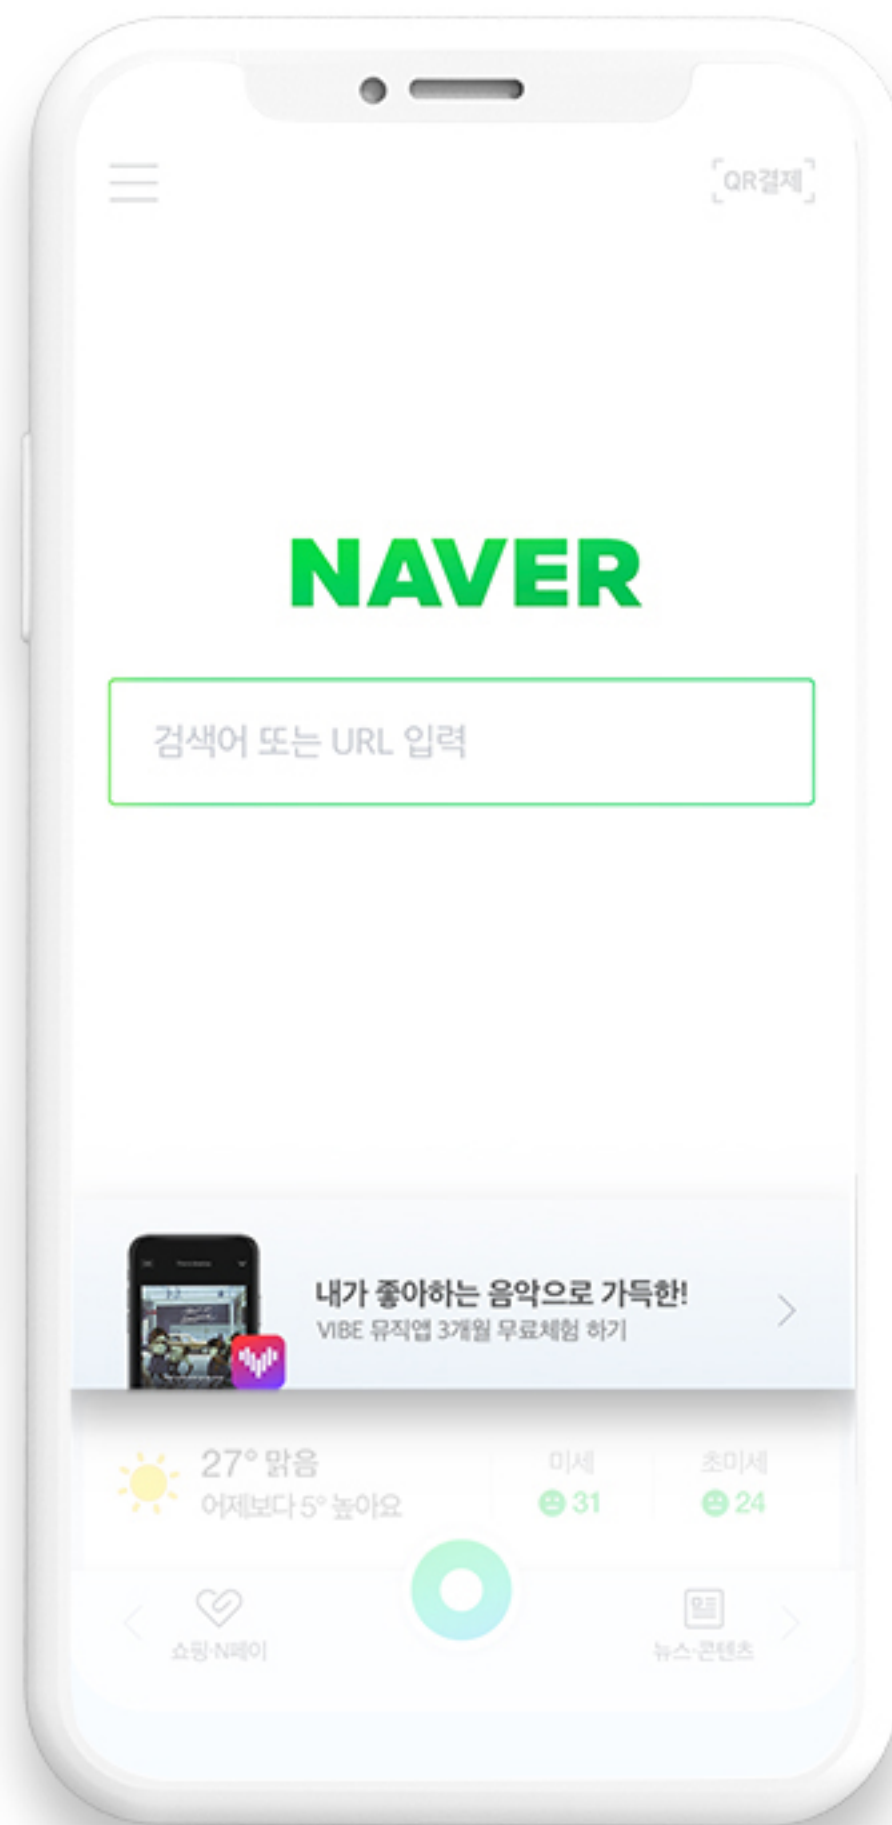 QR결제
NAVER
검색어 또는 URL 입력
내가 좋아하는 음악으로 가득한!
VIBE 뮤직앱 3개월 무료체험 하기
27° 맑음
어제보다 5° 높아요
미세
31
초미세
24
쇼핑·N페이
뉴스·콘텐츠